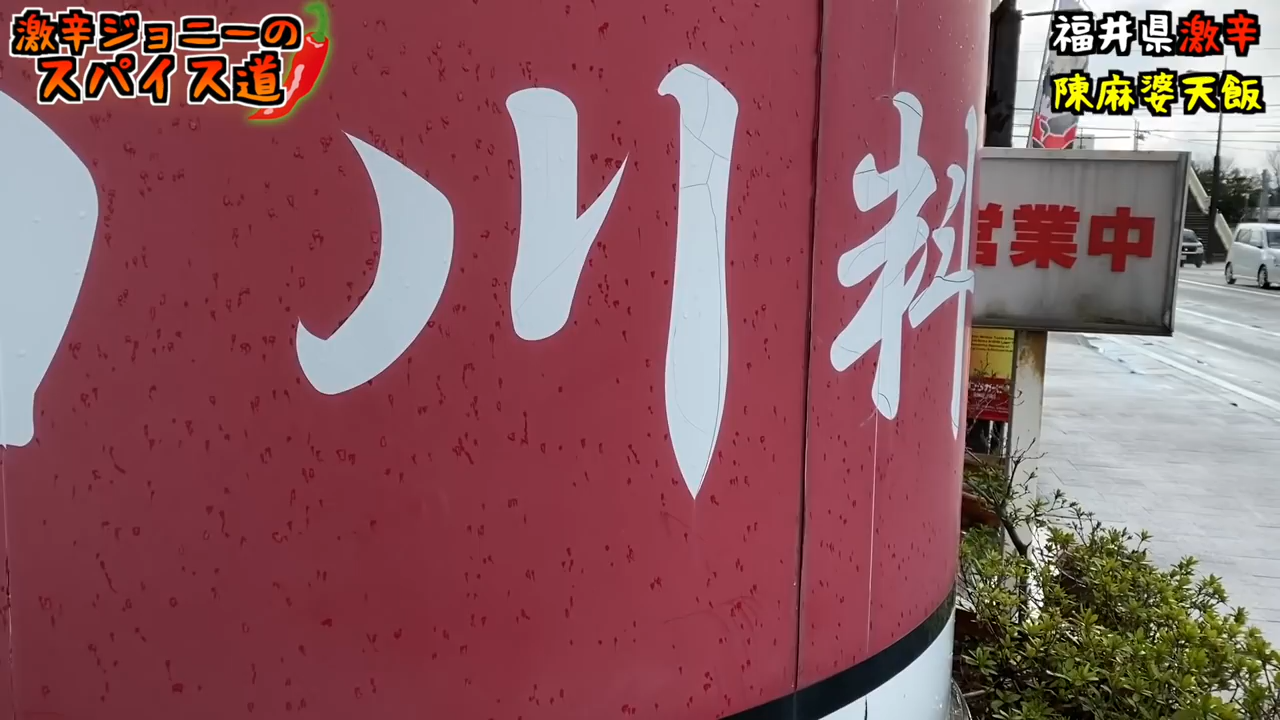 激辛ジョニーの
スパイス道
福井県激辛
陳麻婆天飯
川料
営業中